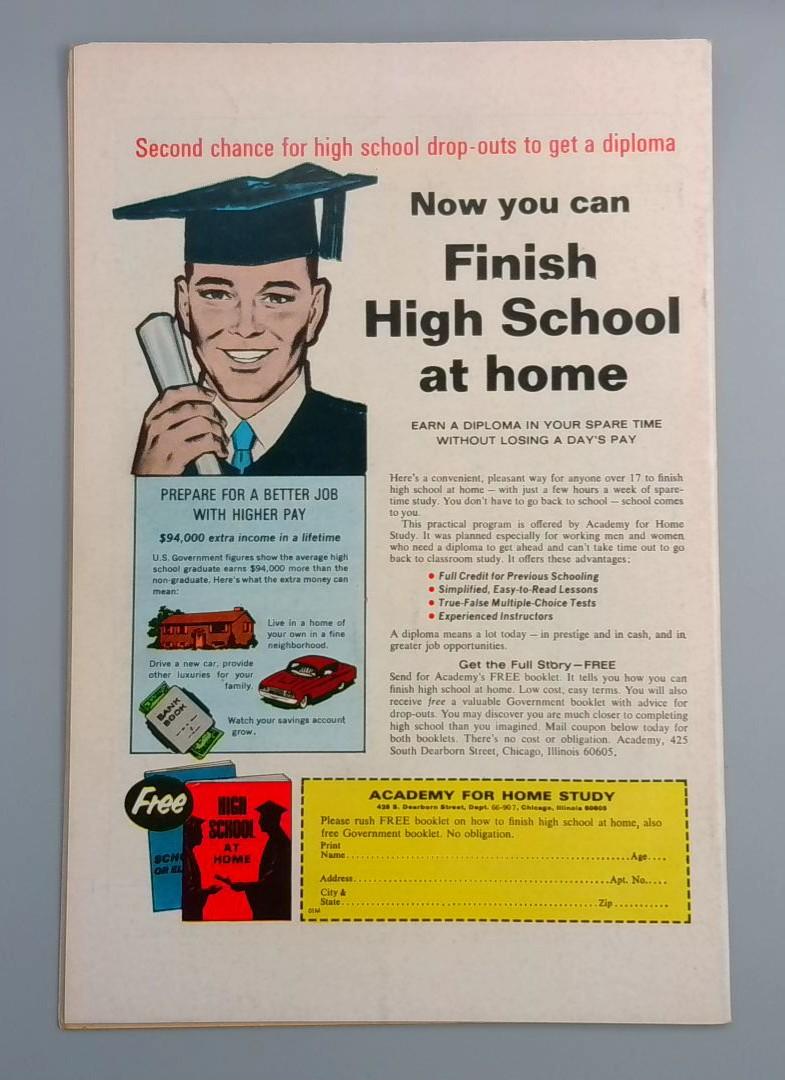 Second chance for high school drop-outs to get a diploma
Now you can
Finish
High School
at home
EARN A DIPLOMA IN YOUR SPARE TIME
WITHOUT LOSING A DAY'S PAY
PREPARE FOR A BETTER JOB
WITH HIGHER PAY
$94,000 extra income in a lifetime
U.S. Government figures show the average high
school graduate earns $94,000 more than the
non-graduate. Here's what the extra money can
mean:
Live in a home of
your own in a fine
neighborhood.
Drive a new car, provide
other luxuries for your
family.
BANK
BOOK
Watch your savings account
grow.
Here's a convenient, pleasant way for anyone over 17 to finish
high school at home — with just a few hours a week of spare-
time study. You don't have to go back to school — school comes
to you.
This practical program is offered by Academy for Home
Study. It was planned especially for working men and women
who need a diploma to get ahead and can't take time out to go
back to classroom study. It offers these advantages:
• Full Credit for Previous Schooling
• Simplified, Easy-to-Read Lessons
• True-False Multiple-Choice Tests
• Experienced Instructors
A diploma means a lot today — in prestige and in cash, and in
greater job opportunities.
Get the Full Story—FREE
Send for Academy's FREE booklet. It tells you how you can
finish high school at home. Low cost, easy terms. You will also
receive free a valuable Government booklet with advice for
drop-outs. You may discover you are much closer to completing
high school than you imagined. Mail coupon below today for
both booklets. There's no cost or obligation. Academy, 425
South Dearborn Street, Chicago, Illinois 60605.
Free
SCHO
OR EL
HIGH
SCHOOL
AT
HOME
ACADEMY FOR HOME STUDY
S. Dearborn Street, Dept. 66-907, Chicago, Illinois 60605
Please rush FREE booklet on how to finish high school at home, also
free Government booklet. No obligation.
Print
Name.......................................................Age....
Address....................................................Apt. No.....
City &
State......................................................Zip...........
01M